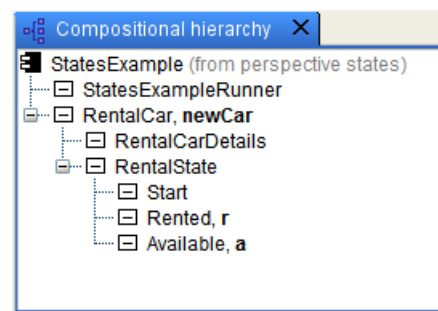 Compositional hierarchy
StatesExample (from perspective states)
StatesExampleRunner
RentalCar, newCar
RentalCarDetails
RentalState
Start
Rented, r
Available, a